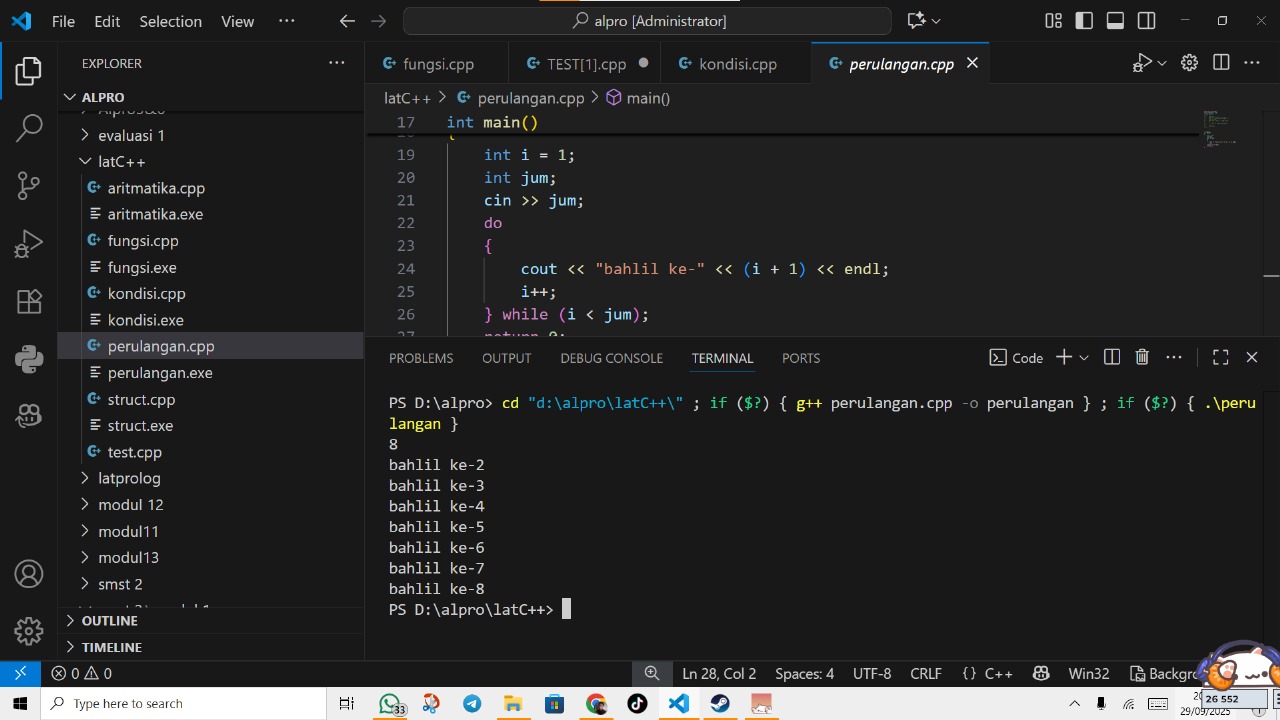 File Edit Selection View ··· alpro [Administrator]
EXPLORER ···
fungsi.cpp TEST[1].cpp kondisi.cpp perulangan.cpp
ALPRO
evaluasi 1
latC++
aritmatika.cpp
aritmatika.exe
fungsi.cpp
fungsi.exe
kondisi.cpp
kondisi.exe
perulangan.cpp
perulangan.exe
struct.cpp
struct.exe
test.cpp
latprolog
modul 12
modul11
modul13
smst 2
OUTLINE
TIMELINE
latC++ > perulangan.cpp > main()
17 int main()
19 int i = 1;
20 int jum;
21 cin >> jum;
22 do
23 {
24 cout << "bahlil ke-" << (i + 1) << endl;
25 i++;
26 } while (i < jum);
27 return 0;
PROBLEMS OUTPUT DEBUG CONSOLE TERMINAL PORTS Code
PS D:\alpro> cd "d:\alpro\latC++\" ; if ($?) { g++ perulangan.cpp -o perulangan } ; if ($?) { .\peru
langan }
8
bahlil ke-2
bahlil ke-3
bahlil ke-4
bahlil ke-5
bahlil ke-6
bahlil ke-7
bahlil ke-8
PS D:\alpro\latC++>
0 0 Ln 28, Col 2 Spaces: 4 UTF-8 CRLF {} C++ Win32
Type here to search
33
26 552
29/09/2025